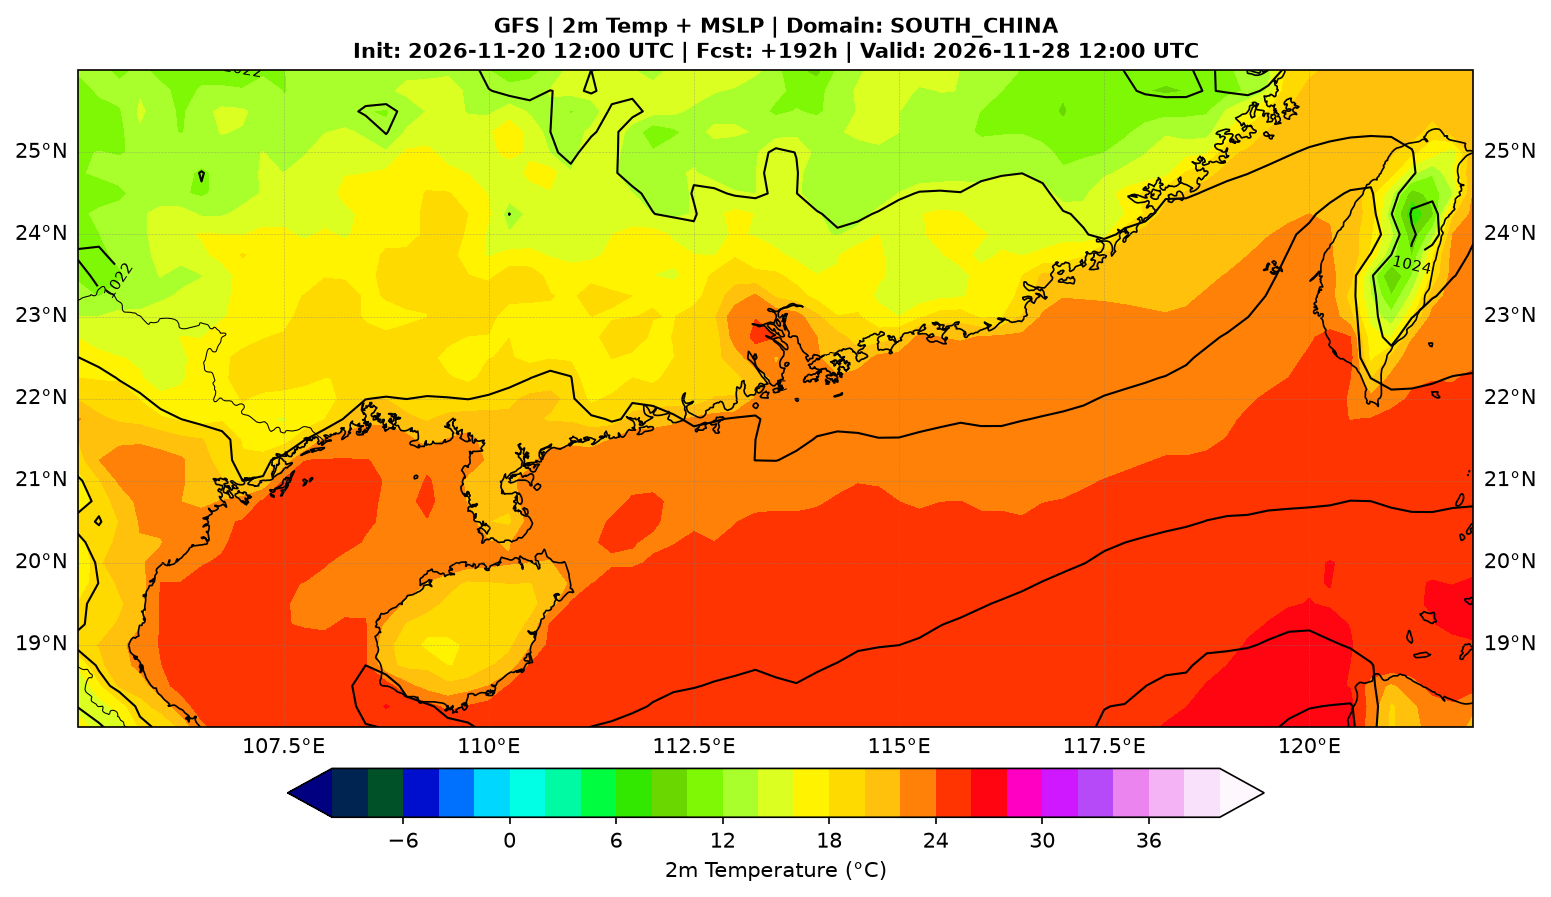 GFS | 2m Temp + MSLP | Domain: SOUTH_CHINA
Init: 2026-11-20 12:00 UTC | Fcst: +192h | Valid: 2026-11-28 12:00 UTC
1022
25°N 25°N
24°N 24°N
1024
1022
23°N 23°N
22°N 22°N
21°N 21°N
20°N 20°N
19°N 19°N
107.5°E 110°E 112.5°E 115°E 117.5°E 120°E
−6 0 6 12 18 24 30 36
2m Temperature (°C)